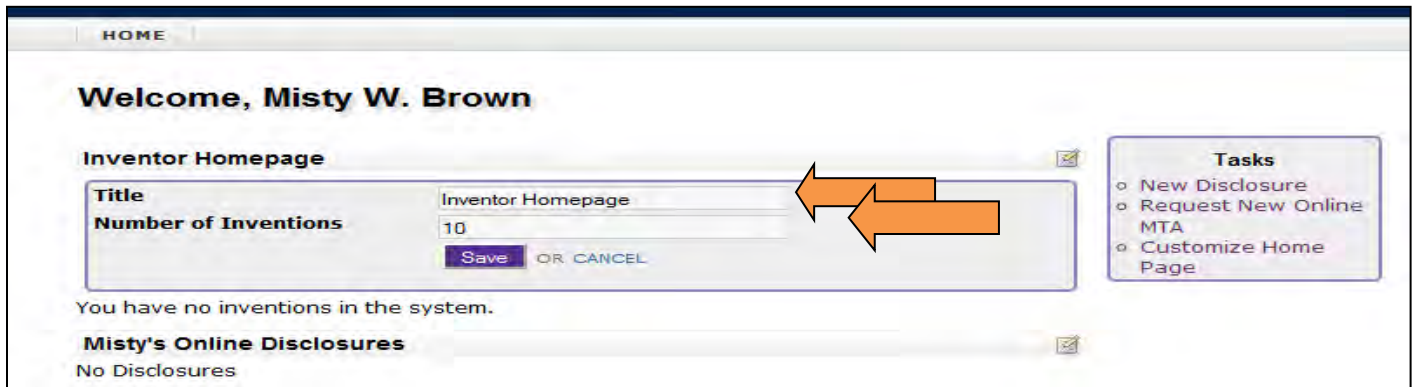 HOME
Welcome, Misty W. Brown
Inventor Homepage
Title Inventor Homepage
Number of Inventions 10
Save OR CANCEL
You have no inventions in the system.
Misty's Online Disclosures
No Disclosures
Tasks
New Disclosure
Request New Online
MTA
Customize Home
Page